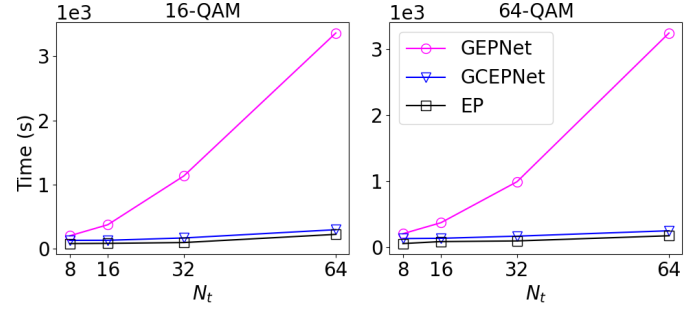 16-QAM
1e3
3
2
1
0
Time (s)
8 16 32 64
N_t
64-QAM
1e3
GEPNet
GCEPNet
EP
3
2
1
0
8 16 32 64
N_t